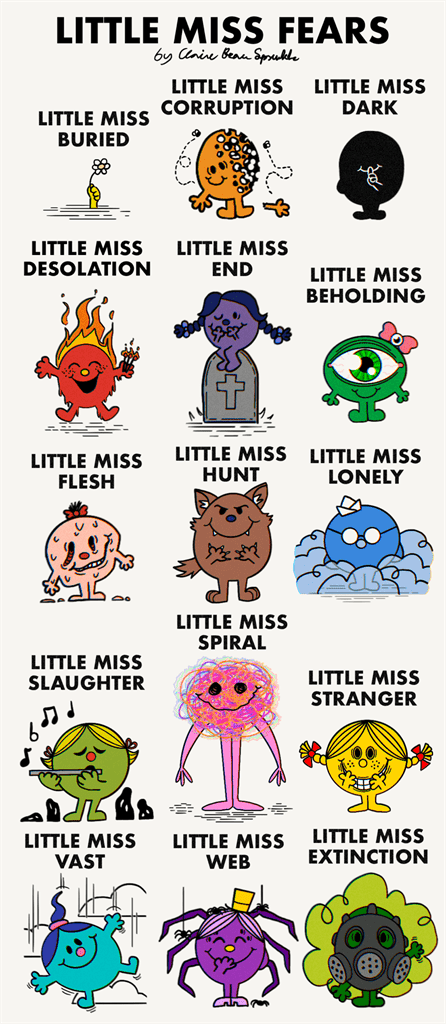 LITTLE MISS FEARS
by Claire Bear Sprinkls
LITTLE MISS
BURIED
LITTLE MISS
CORRUPTION
LITTLE MISS
DARK
LITTLE MISS
DESOLATION
LITTLE MISS
END
LITTLE MISS
BEHOLDING
LITTLE MISS
FLESH
LITTLE MISS
HUNT
LITTLE MISS
LONELY
LITTLE MISS
SPIRAL
LITTLE MISS
SLAUGHTER
LITTLE MISS
STRANGER
LITTLE MISS
VAST
LITTLE MISS
WEB
LITTLE MISS
EXTINCTION